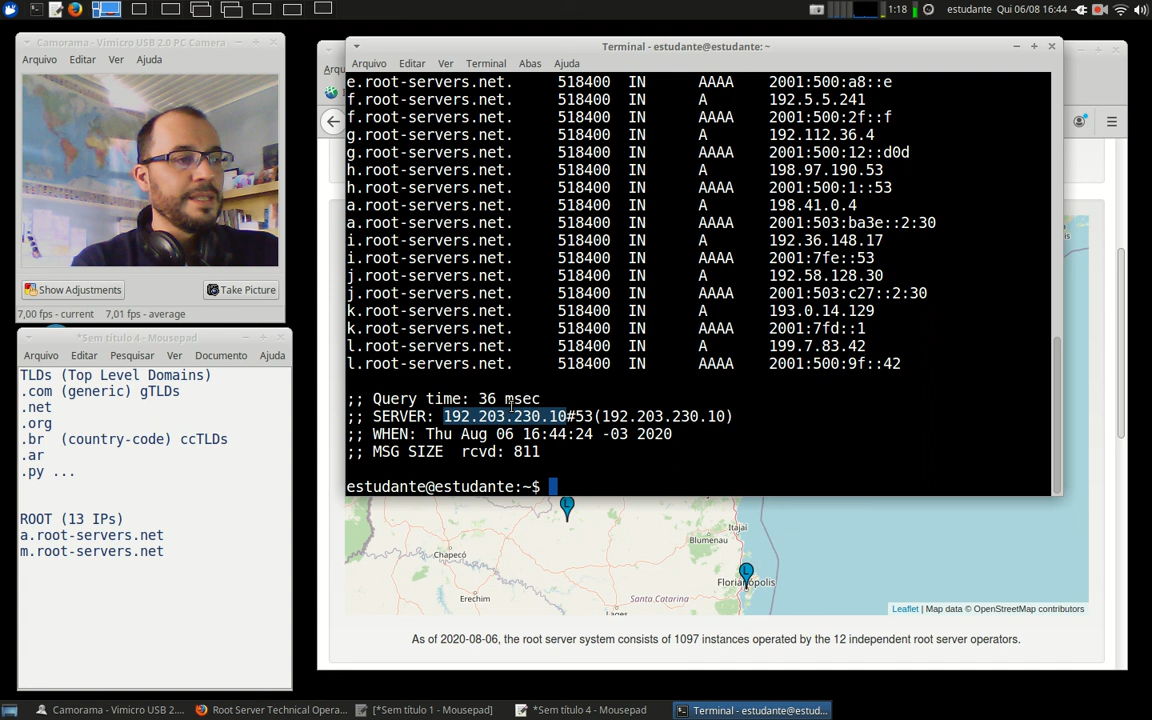 1:18 estudante Qui 06/08 16:44
Camorama - Vimicro USB 2.0 PC Camera
Arquivo Editar Ver Ajuda
Show Adjustments Take Picture
7,00 fps - current 7,01 fps - average
*Sem título 4 - Mousepad
Arquivo Editar Pesquisar Ver Documento Ajuda
TLDs (Top Level Domains)
.com (generic) gTLDs
.net
.org
.br (country-code) ccTLDs
.ar
.py ...
ROOT (13 IPs)
a.root-servers.net
m.root-servers.net
Terminal - estudante@estudante: ~
Arquivo Editar Ver Terminal Abas Ajuda
e.root-servers.net. 518400 IN AAAA 2001:500:a8::e
f.root-servers.net. 518400 IN A 192.5.5.241
f.root-servers.net. 518400 IN AAAA 2001:500:2f::f
g.root-servers.net. 518400 IN A 192.112.36.4
g.root-servers.net. 518400 IN AAAA 2001:500:12::d0d
h.root-servers.net. 518400 IN A 198.97.190.53
h.root-servers.net. 518400 IN AAAA 2001:500:1::53
a.root-servers.net. 518400 IN A 198.41.0.4
a.root-servers.net. 518400 IN AAAA 2001:503:ba3e::2:30
i.root-servers.net. 518400 IN A 192.36.148.17
i.root-servers.net. 518400 IN AAAA 2001:7fe::53
j.root-servers.net. 518400 IN A 192.58.128.30
j.root-servers.net. 518400 IN AAAA 2001:503:c27::2:30
k.root-servers.net. 518400 IN A 193.0.14.129
k.root-servers.net. 518400 IN AAAA 2001:7fd::1
l.root-servers.net. 518400 IN A 199.7.83.42
l.root-servers.net. 518400 IN AAAA 2001:500:9f::42
;; Query time: 36 msec
;; SERVER: 192.203.230.10#53(192.203.230.10)
;; WHEN: Thu Aug 06 16:44:24 -03 2020
;; MSG SIZE rcvd: 811
estudante@estudante:~$
L
Itajaí
Blumenau
Chapecó
L
Florianópolis
Erechim
Santa Catarina
Lages
Leaflet | Map data © OpenStreetMap contributors
As of 2020-08-06, the root server system consists of 1097 instances operated by the 12 independent root server operators.
Camorama - Vimicro USB 2....
Root Server Technical Opera...
[*Sem título 1 - Mousepad]
*Sem título 4 - Mousepad
Terminal - estudante@estud...